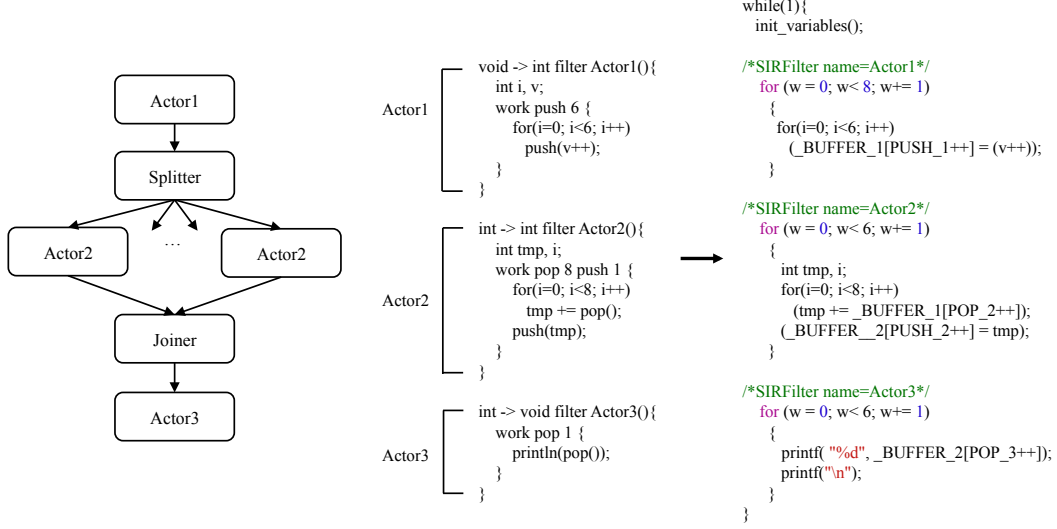 Actor1
Splitter
Actor2
...
Actor2
Joiner
Actor3
Actor1
void -> int filter Actor1(){
int i, v;
work push 6 {
for(i=0; i<6; i++)
push(v++);
}
}
Actor2
int -> int filter Actor2(){
int tmp, i;
work pop 8 push 1 {
for(i=0; i<8; i++)
tmp += pop();
push(tmp);
}
}
Actor3
int -> void filter Actor3(){
work pop 1 {
println(pop());
}
}
while(1){
init_variables();
/*SIRFilter name=Actor1*/
for (w = 0; w< 8; w+= 1)
{
for(i=0; i<6; i++)
(_BUFFER_1[PUSH_1++] = (v++));
}
/*SIRFilter name=Actor2*/
for (w = 0; w< 6; w+= 1)
{
int tmp, i;
for(i=0; i<8; i++)
(tmp += _BUFFER_1[POP_2++]);
(_BUFFER__2[PUSH_2++] = tmp);
}
/*SIRFilter name=Actor3*/
for (w = 0; w< 6; w+= 1)
{
printf( "%d", _BUFFER_2[POP_3++]);
printf("\n");
}
}